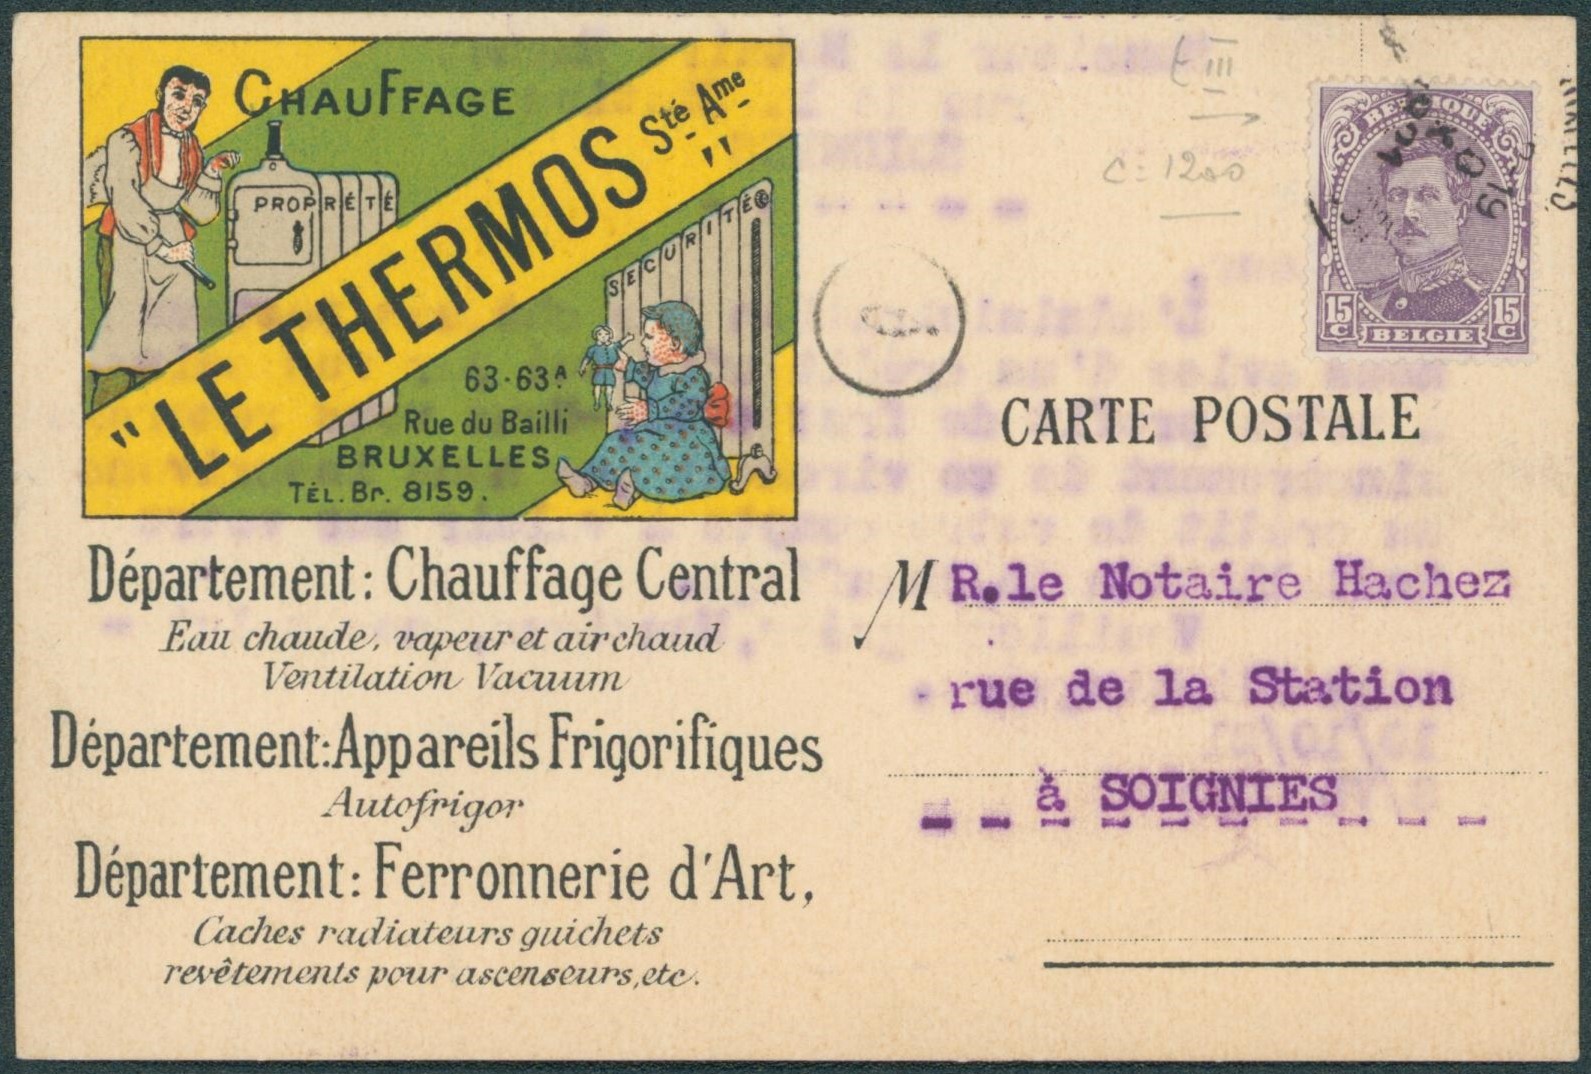 CHAUFFAGE
PROPRÉTÉ
"LE THERMOS" Sté Ame
SÉCURITÉ
63-63A
Rue du Bailli
BRUXELLES
TÉL. Br. 8159.
Département: Chauffage Central
Eau chaude, vapeur et air chaud
Ventilation Vacuum
Département: Appareils Frigorifiques
Autofrigor
Département: Ferronnerie d'Art,
Caches radiateurs guichets
revêtements pour ascenseurs, etc.
t III
C: 1200
BELGIQUE
15 C
15 C
BELGIE
CARTE POSTALE
MR.le Notaire Hachez
rue de la Station
à SOIGNIES